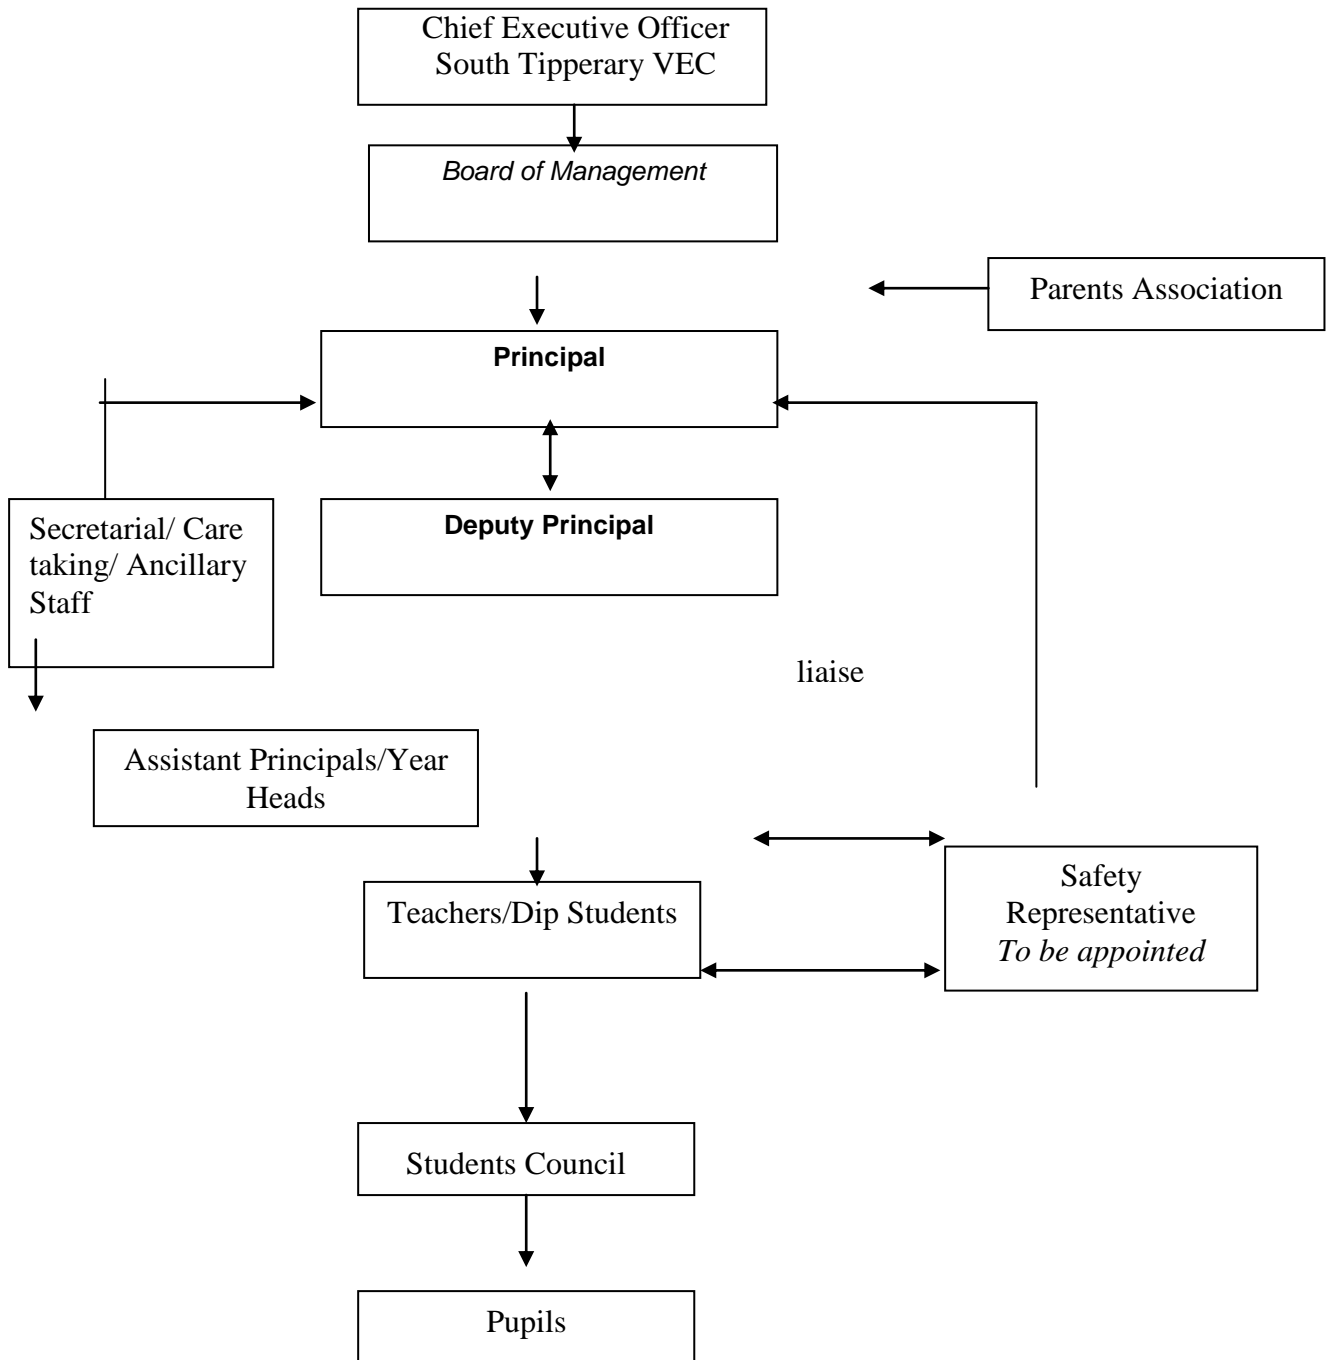 Chief Executive Officer
South Tipperary VEC
Board of Management
Parents Association
Principal
Secretarial/ Care
taking/ Ancillary
Staff
Deputy Principal
liaise
Assistant Principals/Year
Heads
Teachers/Dip Students
Safety
Representative
To be appointed
Students Council
Pupils